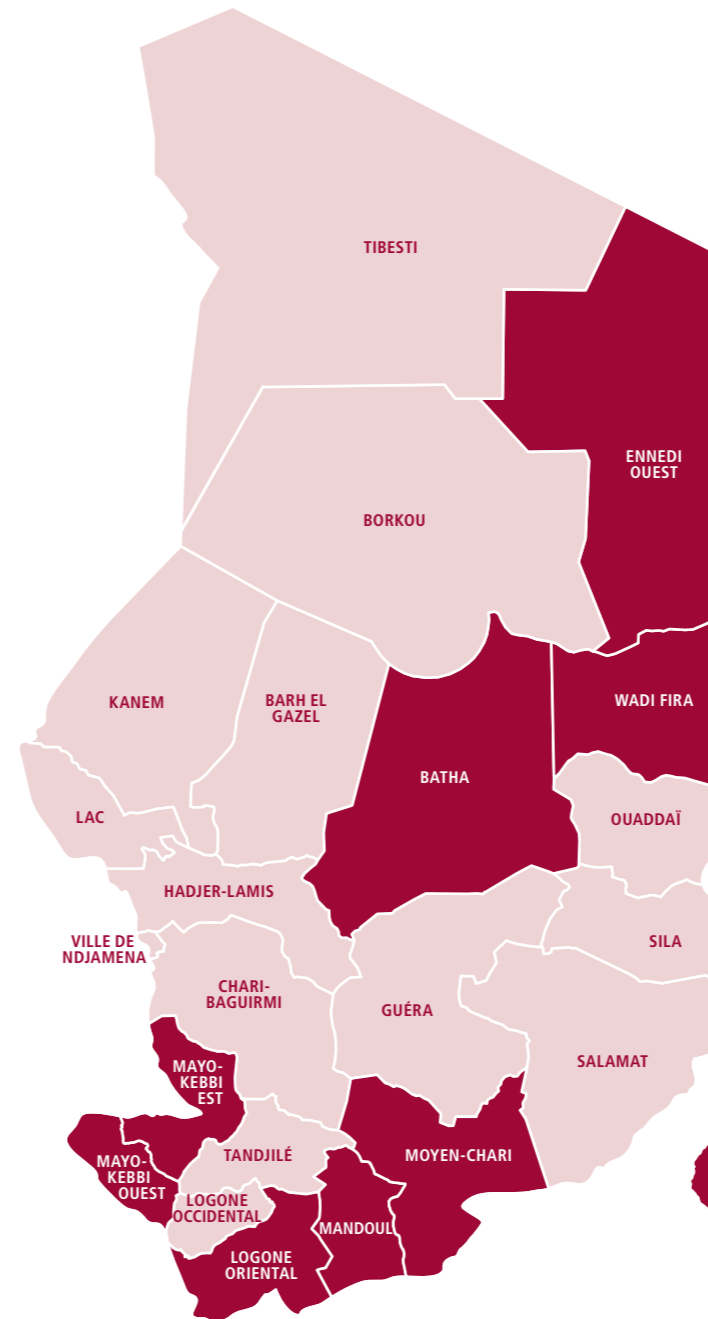 TIBESTI
ENNEDI
OUEST
BORKOU
KANEM
BARH EL
GAZEL
WADI FIRA
BATHA
LAC
OUADDAÏ
HADJER-LAMIS
VILLE DE
NDJAMENA
SILA
CHARI-
BAGUIRMI
GUÉRA
SALAMAT
MAYO-
KEBBI
EST
TANDJILÉ
MOYEN-CHARI
MAYO-
KEBBI
OUEST
LOGONE
OCCIDENTAL
MANDOUL
LOGONE
ORIENTAL